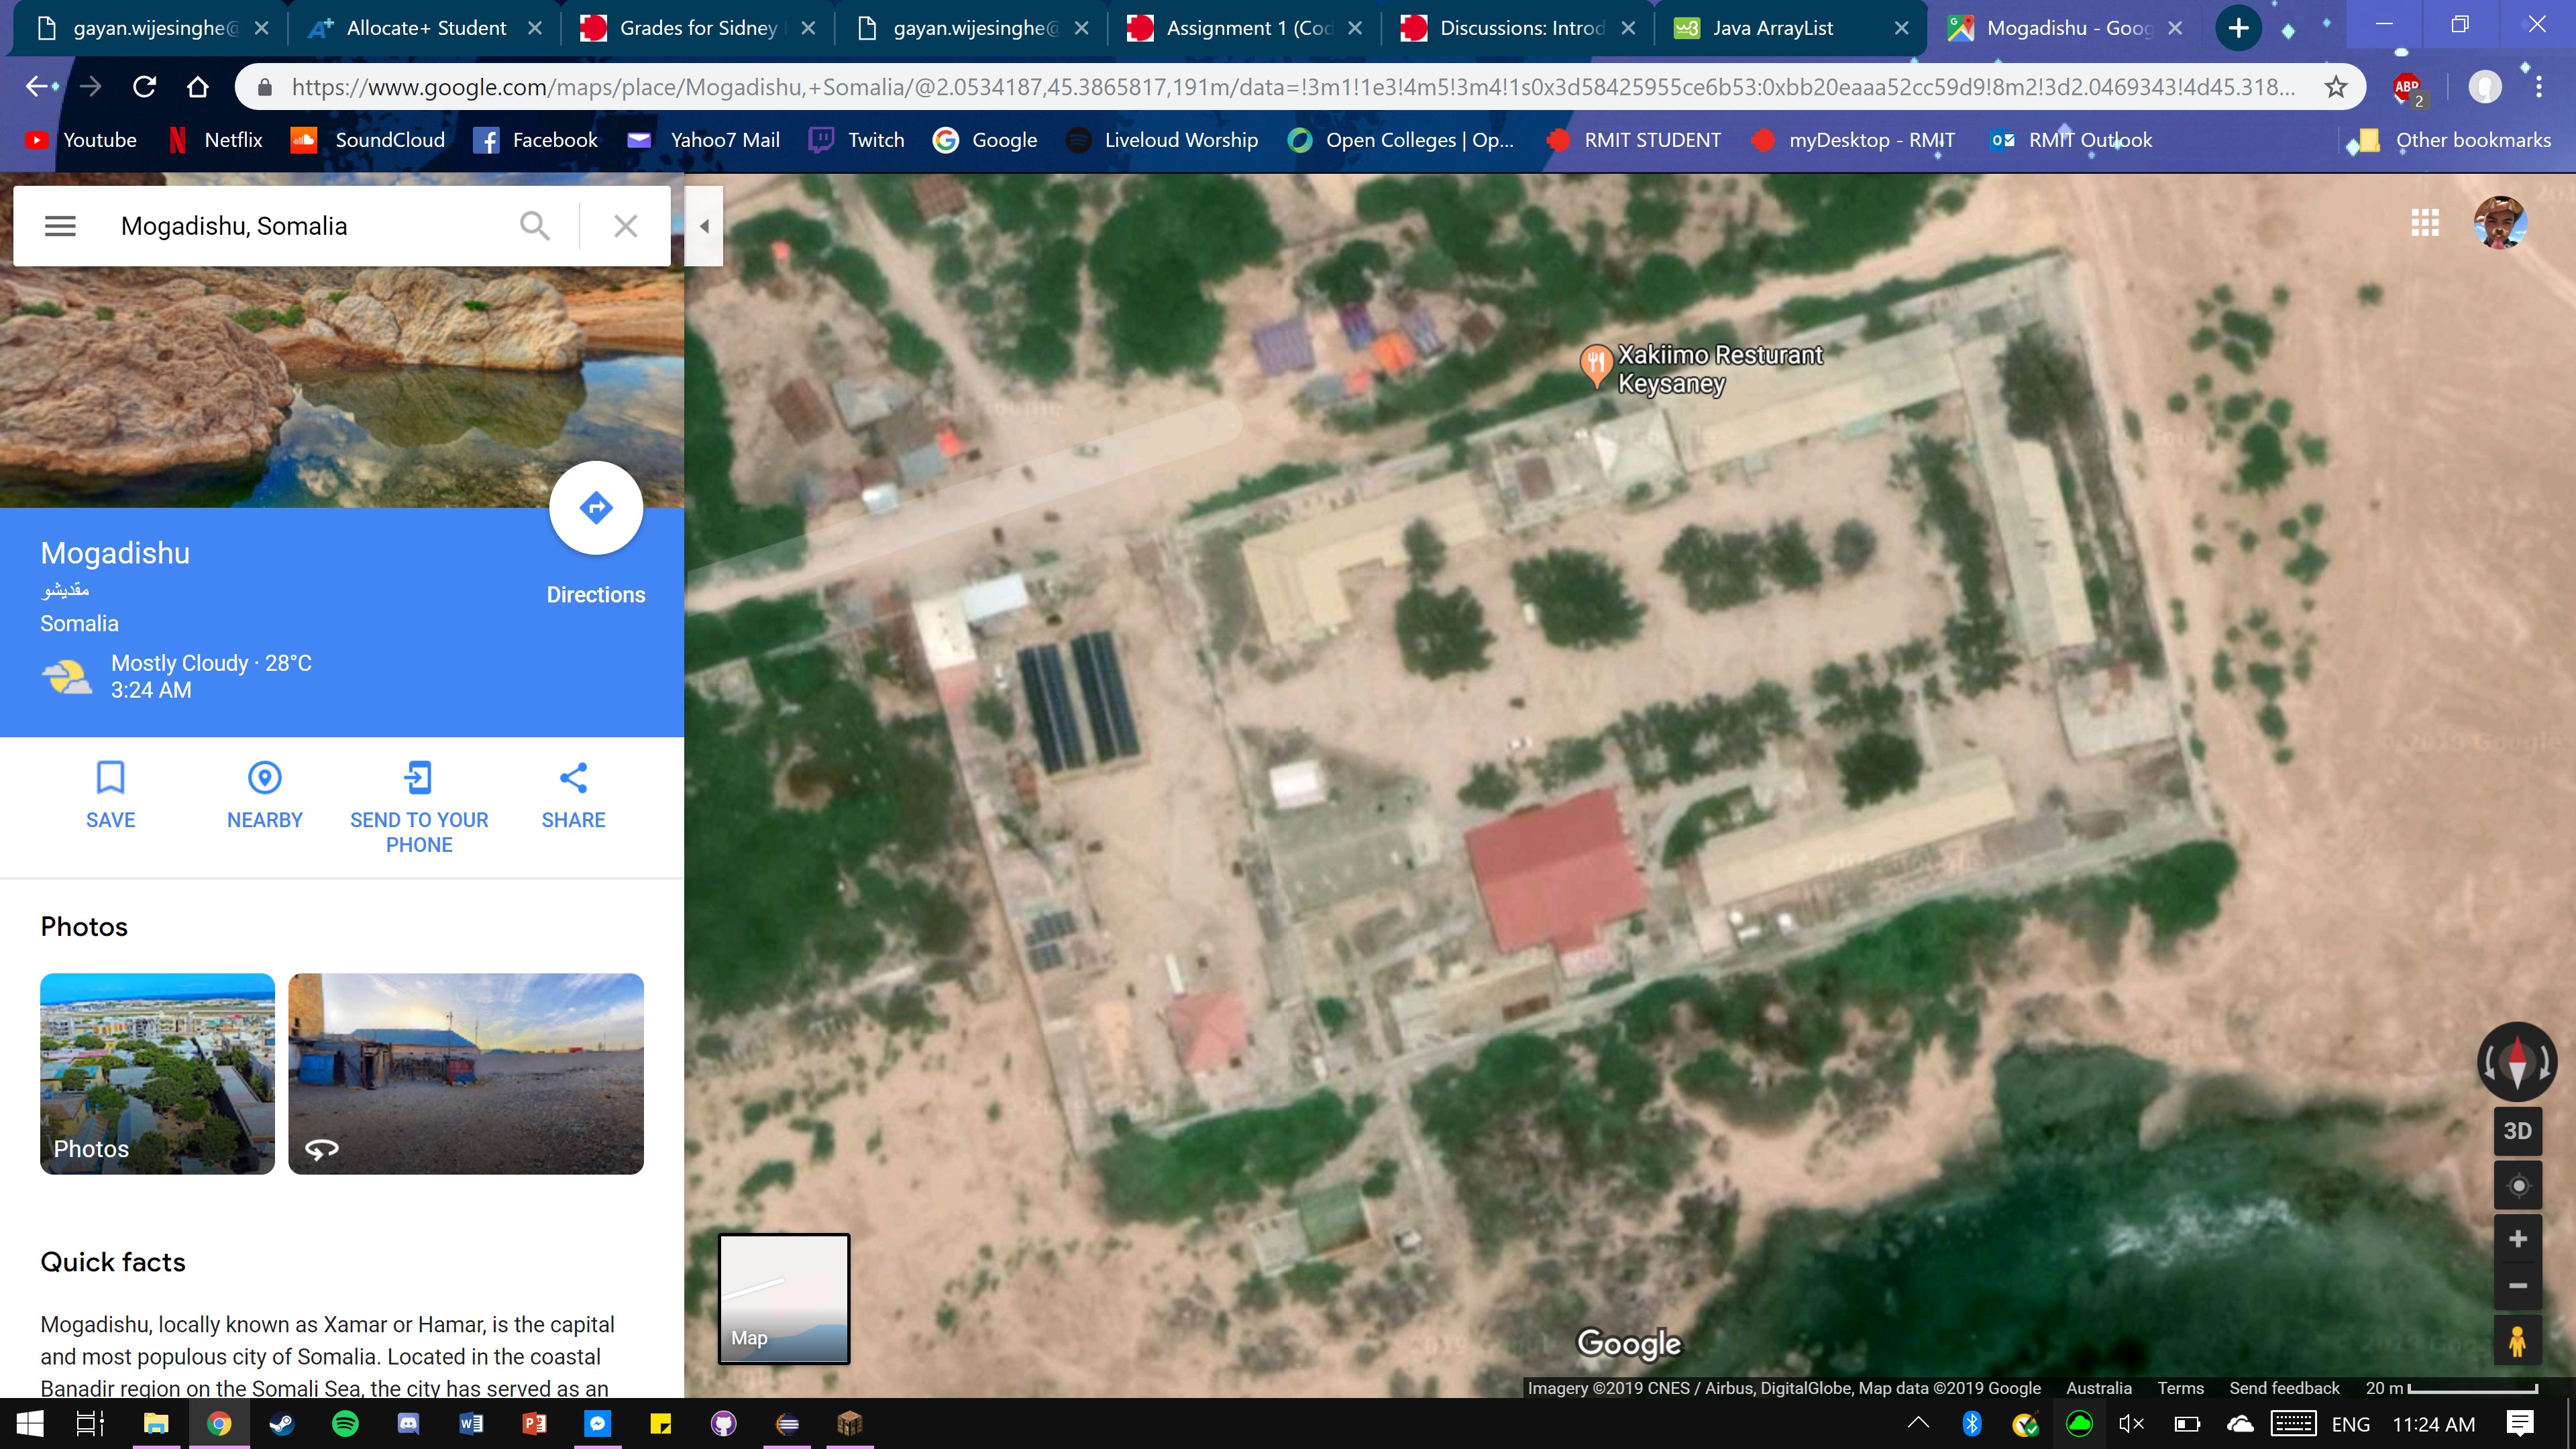 gayan.wijesinghe@
Allocate+ Student
Grades for Sidney
gayan.wijesinghe@
Assignment 1 (Cod
Discussions: Introd
Java ArrayList
Mogadishu - Goog
https://www.google.com/maps/place/Mogadishu,+Somalia/@2.0534187,45.3865817,191m/data=!3m1!1e3!4m5!3m4!1s0x3d58425955ce6b53:0xbb20eaaa52cc59d9!8m2!3d2.0469343!4d45.318...
ABP
2
Youtube
Netflix
SoundCloud
Facebook
Yahoo7 Mail
Twitch
Google
Liveloud Worship
Open Colleges | Op...
RMIT STUDENT
myDesktop - RMIT
RMIT Outlook
Other bookmarks
Mogadishu, Somalia
Mogadishu
مقديشو
Somalia
Directions
Mostly Cloudy · 28°C
3:24 AM
SAVE
NEARBY
SEND TO YOUR
PHONE
SHARE
Photos
Photos
Quick facts
Mogadishu, locally known as Xamar or Hamar, is the capital
and most populous city of Somalia. Located in the coastal
Banadir region on the Somali Sea, the city has served as an
Xakiimo Resturant
Keysaney
3D
Map
Google
Imagery ©2019 CNES / Airbus, DigitalGlobe, Map data ©2019 Google
Australia
Terms
Send feedback
20 m
ENG
11:24 AM